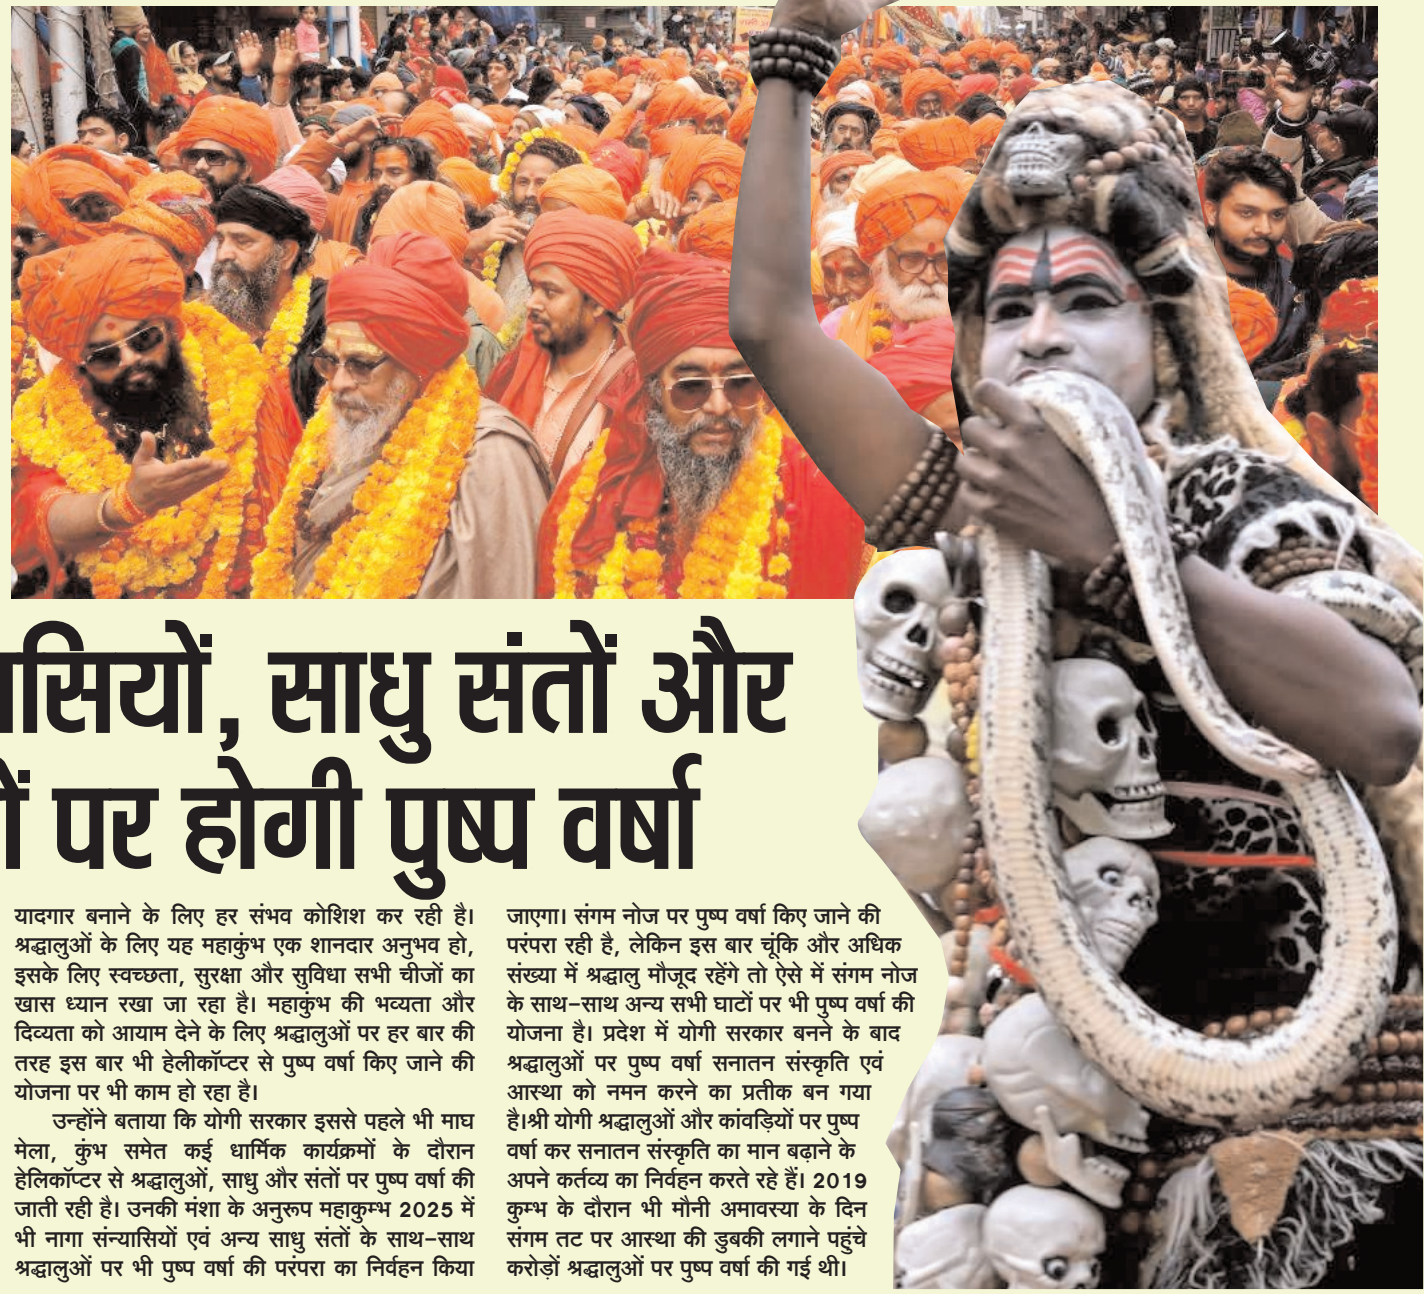 साधु संतों और
पर होगी पुष्प वर्षा
यादगार बनाने के लिए हर संभव कोशिश कर रही है।
श्रद्धालुओं के लिए यह महाकुंभ एक शानदार अनुभव हो,
इसके लिए स्वच्छता, सुरक्षा और सुविधा सभी चीजों का
खास ध्यान रखा जा रहा है। महाकुंभ की भव्यता और
दिव्यता को आयाम देने के लिए श्रद्धालुओं पर हर बार की
तरह इस बार भी हेलीकॉप्टर से पुष्प वर्षा किए जाने की
योजना पर भी काम हो रहा है।
उन्होंने बताया कि योगी सरकार इससे पहले भी माघ
मेला, कुंभ समेत कई धार्मिक कार्यक्रमों के दौरान
हेलिकॉप्टर से श्रद्धालुओं, साधु और संतों पर पुष्प वर्षा की
जाती रही है। उनकी मंशा के अनुरूप महाकुम्भ 2025 में
भी नागा संन्यासियों एवं अन्य साधु संतों के साथ-साथ
श्रद्धालुओं पर भी पुष्प वर्षा की परंपरा का निर्वहन किया
जाएगा। संगम नोज पर पुष्प वर्षा किए जाने की
परंपरा रही है, लेकिन इस बार चूंकि और अधिक
संख्या में श्रद्धालु मौजूद रहेंगे तो ऐसे में संगम नोज
के साथ-साथ अन्य सभी घाटों पर भी पुष्प वर्षा की
योजना है। प्रदेश में योगी सरकार बनने के बाद
श्रद्धालुओं पर पुष्प वर्षा सनातन संस्कृति एवं
आस्था को नमन करने का प्रतीक बन गया
है।श्री योगी श्रद्धालुओं और कांवड़ियों पर पुष्प
वर्षा कर सनातन संस्कृति का मान बढ़ाने के
अपने कर्तव्य का निर्वहन करते रहे हैं। 2019
कुम्भ के दौरान भी मौनी अमावस्या के दिन
संगम तट पर आस्था की डुबकी लगाने पहुंचे
करोड़ों श्रद्धालुओं पर पुष्प वर्षा की गई थी।